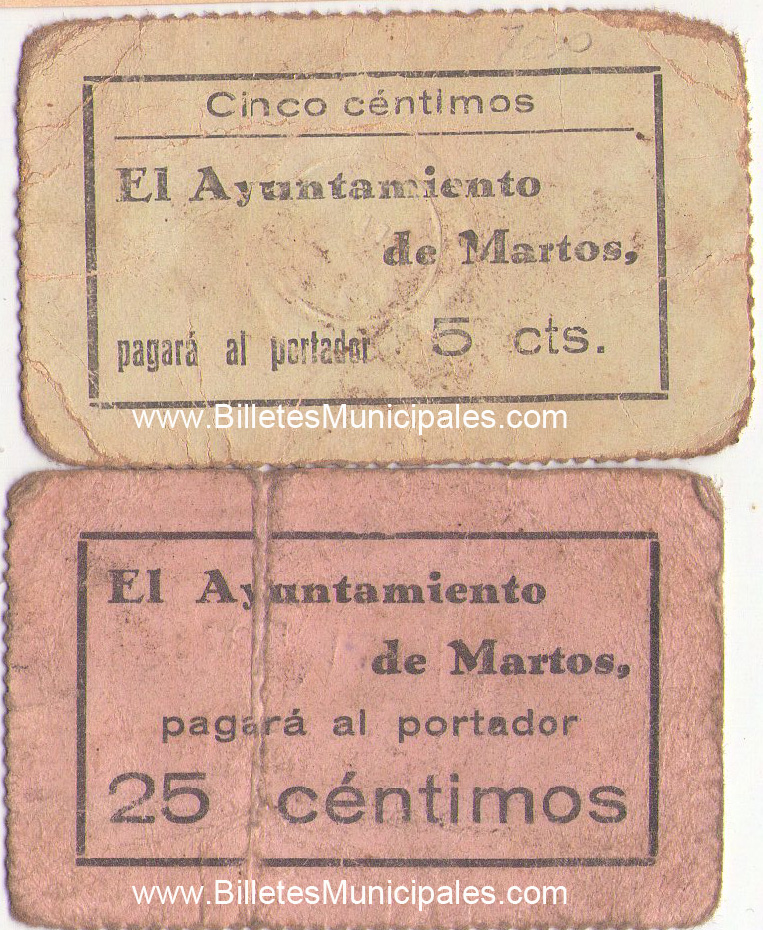 Cinco céntimos
El Ayuntamiento
de Martos,
pagará al portador 5 cts.
www.BilletesMunicipales.com
El Ayuntamiento
de Martos,
pagará al portador
25 céntimos
www.BilletesMunicipales.com